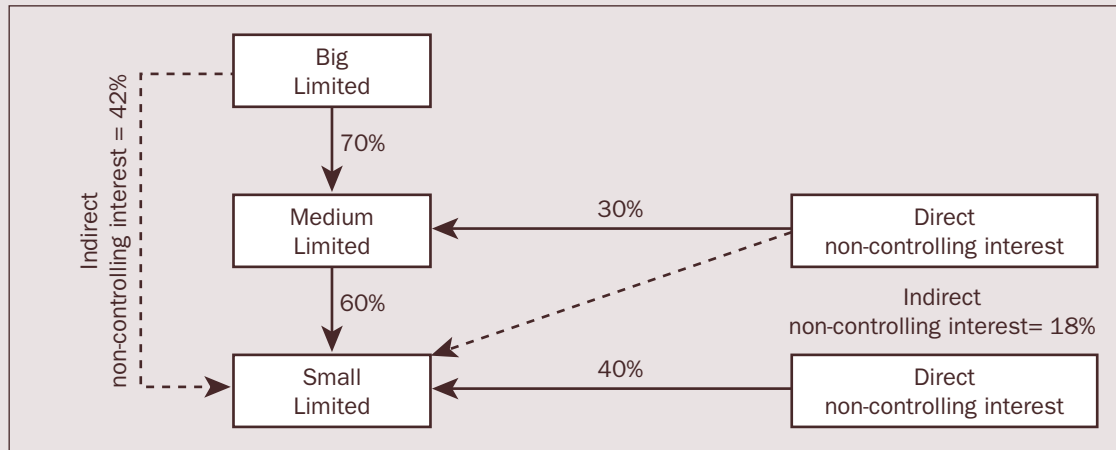 Big
Limited
Indirect
non-controlling interest = 42%
70%
Medium
Limited
30%
Direct
non-controlling interest
60%
Indirect
non-controlling interest= 18%
Small
Limited
40%
Direct
non-controlling interest